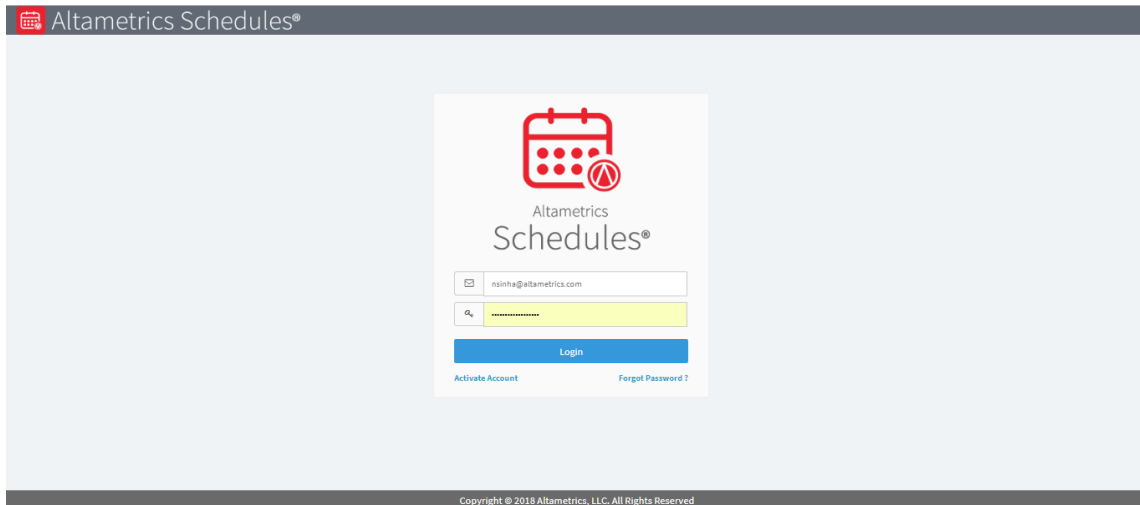 Altametrics Schedules®
Altametrics
Schedules®
nsinha@altametrics.com
Login
Activate Account Forgot Password ?
Copyright © 2018 Altametrics, LLC. All Rights Reserved